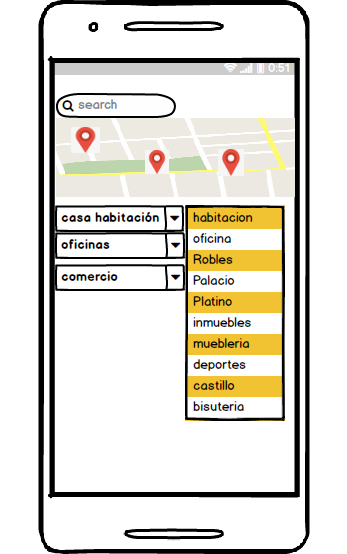 0:51
search
casa habitación
oficinas
comercio
habitacion
oficina
Robles
Palacio
Platino
inmuebles
muebleria
deportes
castillo
bisuteria